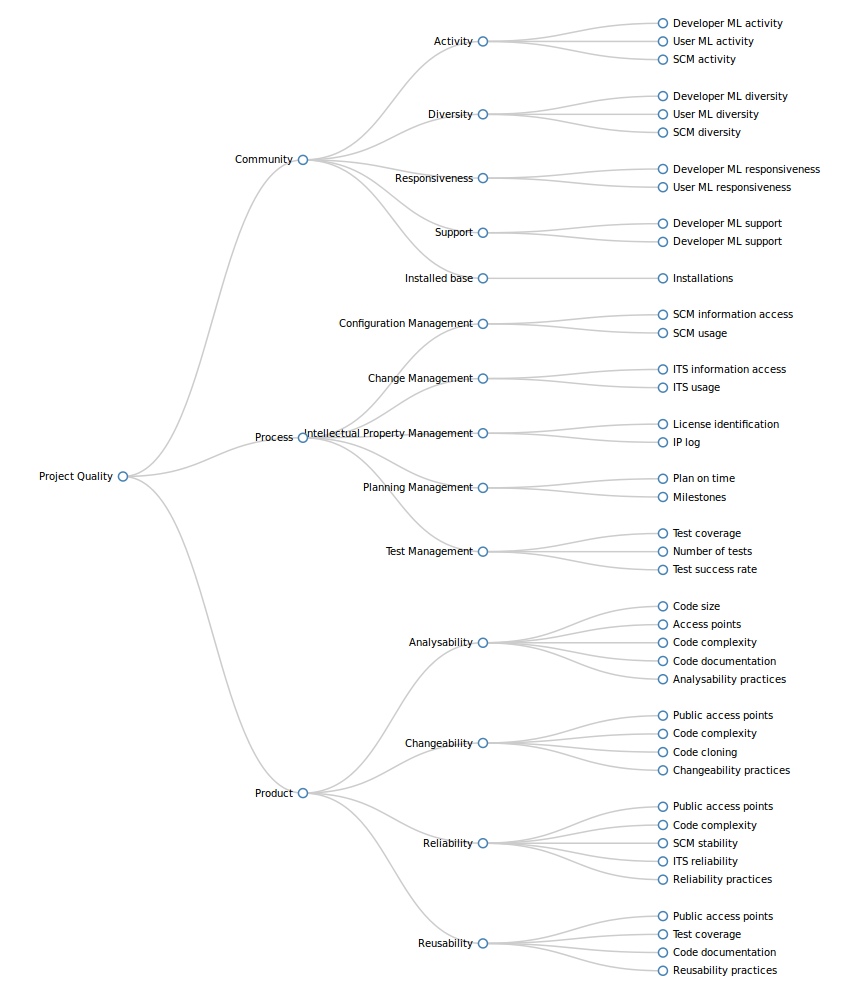 Project Quality
Community
Activity
Developer ML activity
User ML activity
SCM activity
Diversity
Developer ML diversity
User ML diversity
SCM diversity
Responsiveness
Developer ML responsiveness
User ML responsiveness
Support
Developer ML support
Developer ML support
Installed base
Installations
Process
Configuration Management
SCM information access
SCM usage
Change Management
ITS information access
ITS usage
Intellectual Property Management
License identification
IP log
Planning Management
Plan on time
Milestones
Test Management
Test coverage
Number of tests
Test success rate
Product
Analysability
Code size
Access points
Code complexity
Code documentation
Analysability practices
Changeability
Public access points
Code complexity
Code cloning
Changeability practices
Reliability
Public access points
Code complexity
SCM stability
ITS reliability
Reliability practices
Reusability
Public access points
Test coverage
Code documentation
Reusability practices